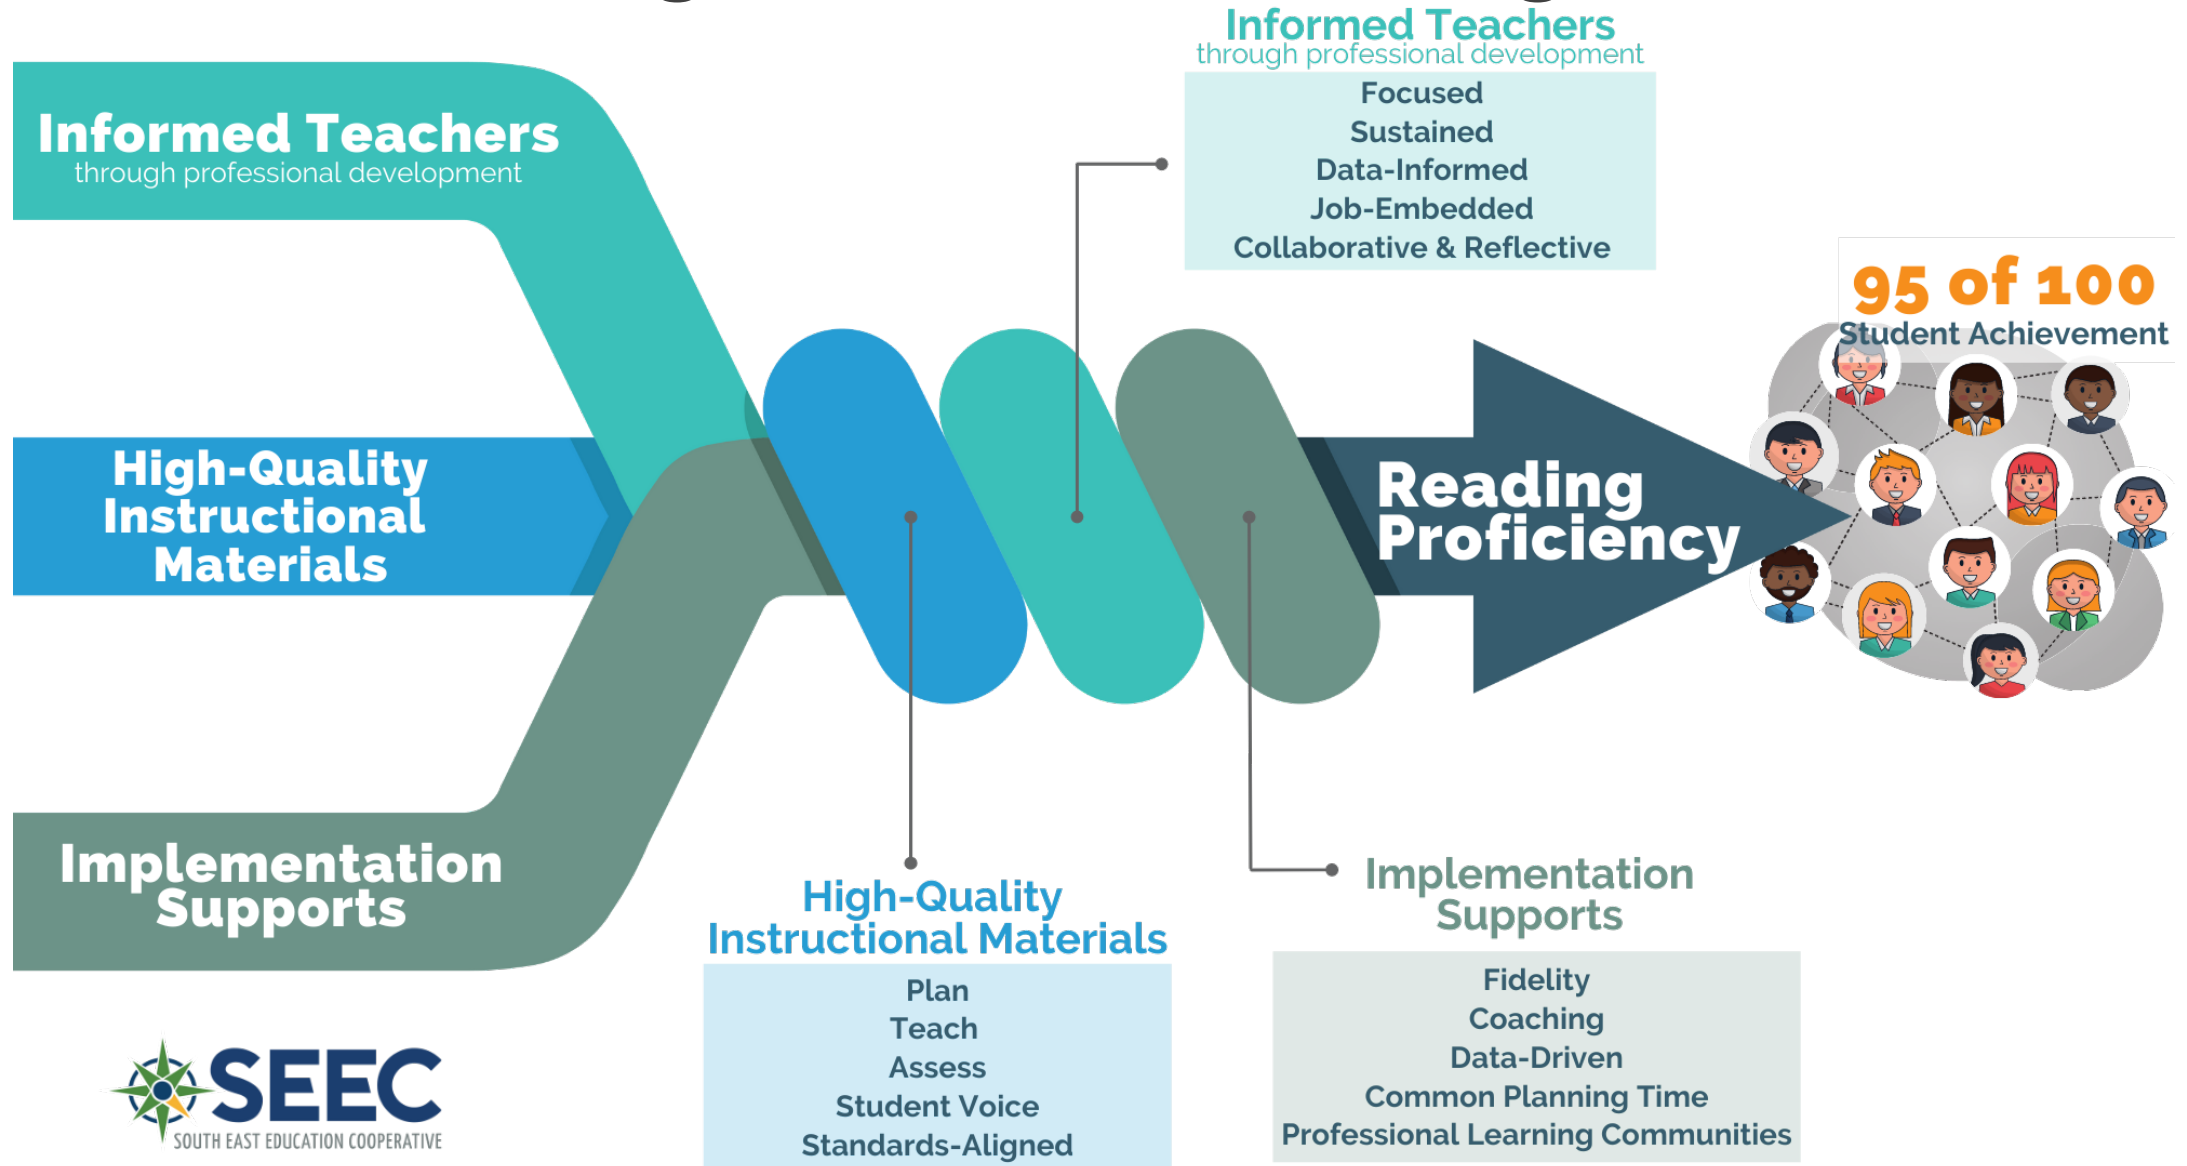 Informed Teachers
through professional development
High-Quality
Instructional
Materials
Implementation
Supports
Informed Teachers
through professional development
Focused
Sustained
Data-Informed
Job-Embedded
Collaborative & Reflective
95 of 100
Student Achievement
Reading
Proficiency
High-Quality
Instructional Materials
Plan
Teach
Assess
Student Voice
Standards-Aligned
Implementation
Supports
Fidelity
Coaching
Data-Driven
Common Planning Time
Professional Learning Communities
SEEC
SOUTH EAST EDUCATION COOPERATIVE